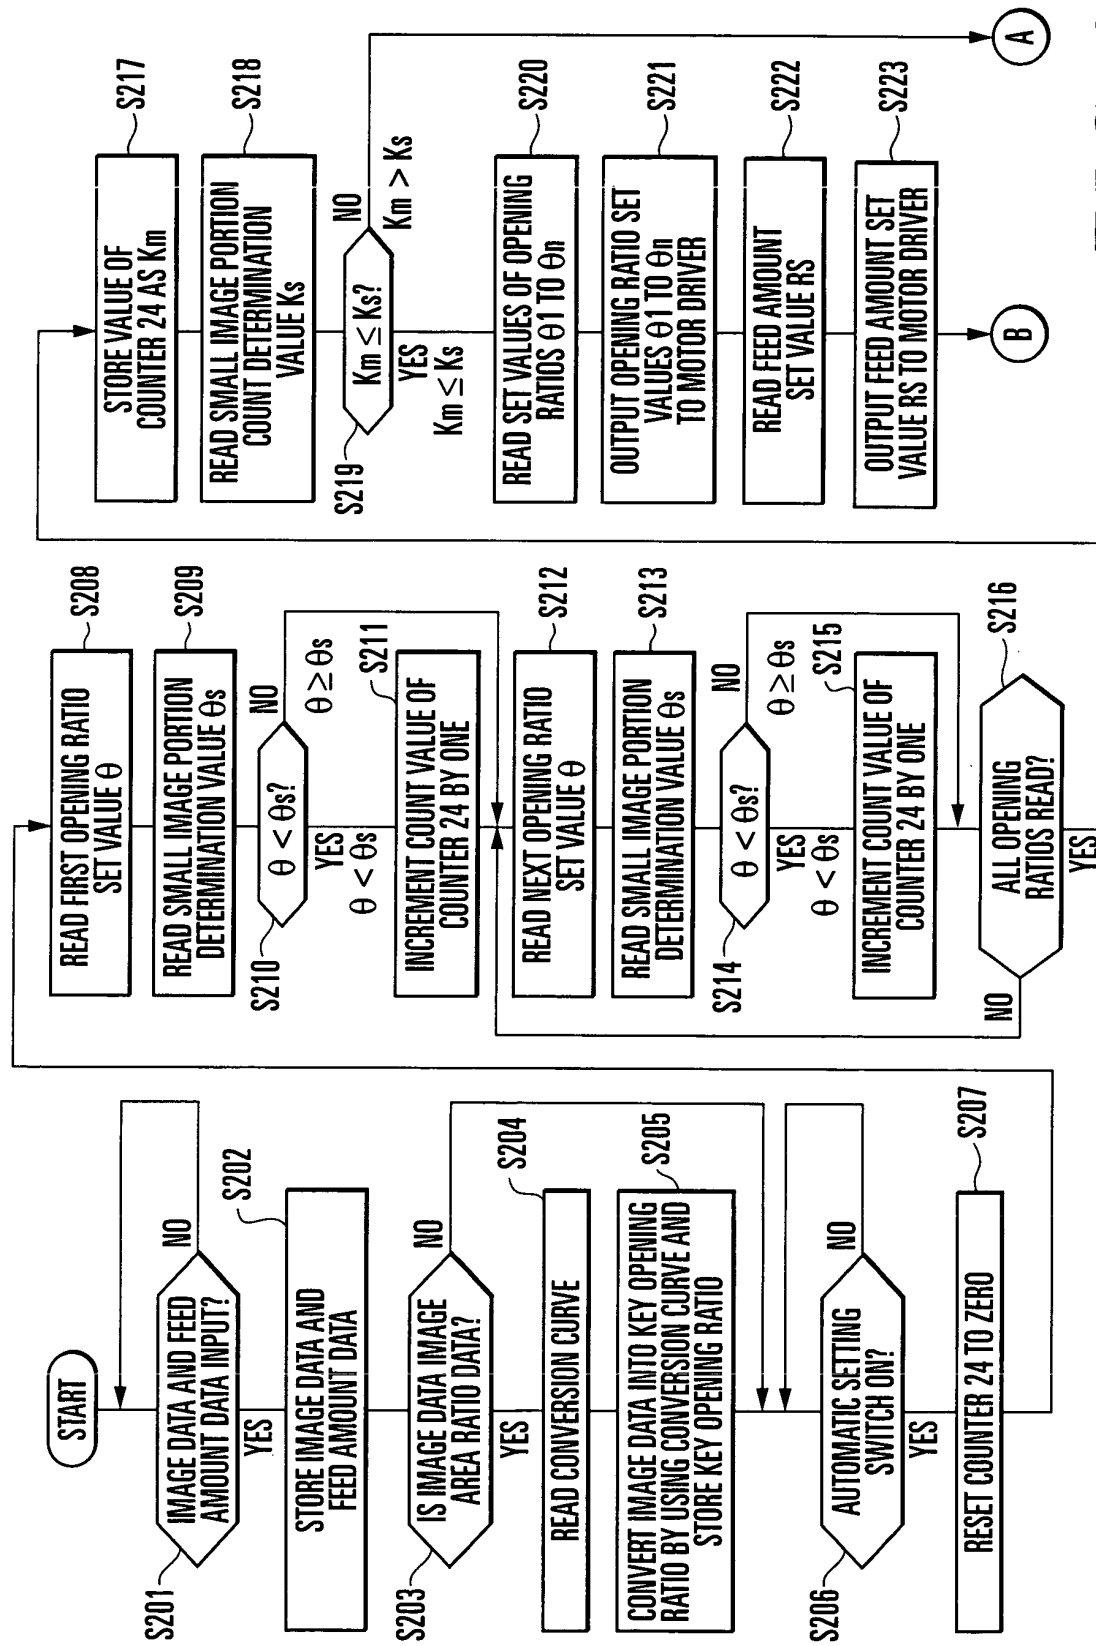 START
IMAGE DATA AND FEED
AMOUNT DATA INPUT?
S201
NO
YES
STORE IMAGE DATA AND
FEED AMOUNT DATA
S202
IS IMAGE DATA IMAGE
AREA RATIO DATA?
S203
NO
YES
READ CONVERSION CURVE
S204
CONVERT IMAGE DATA INTO KEY OPENING
RATIO BY USING CONVERSION CURVE AND
STORE KEY OPENING RATIO
S205
AUTOMATIC SETTING
SWITCH ON?
S206
NO
YES
RESET COUNTER 24 TO ZERO
S207
READ FIRST OPENING RATIO
SET VALUE θ
S208
READ SMALL IMAGE PORTION
DETERMINATION VALUE θs
S209
θ < θs?
S210
NO
θ ≥ θs
YES
θ < θs
INCREMENT COUNT VALUE OF
COUNTER 24 BY ONE
S211
READ NEXT OPENING RATIO
SET VALUE θ
S212
READ SMALL IMAGE PORTION
DETERMINATION VALUE θs
S213
θ < θs?
S214
NO
θ ≥ θs
YES
θ < θs
INCREMENT COUNT VALUE OF
COUNTER 24 BY ONE
S215
ALL OPENING
RATIOS READ?
S216
NO
YES
STORE VALUE OF
COUNTER 24 AS Km
S217
READ SMALL IMAGE PORTION
COUNT DETERMINATION
VALUE Ks
S218
Km ≤ Ks?
S219
NO
Km > Ks
YES
Km ≤ Ks
READ SET VALUES OF OPENING
RATIOS θ1 TO θn
S220
OUTPUT OPENING RATIO SET
VALUES θ1 TO θn
TO MOTOR DRIVER
S221
READ FEED AMOUNT
SET VALUE RS
S222
OUTPUT FEED AMOUNT SET
VALUE RS TO MOTOR DRIVER
S223
B
A